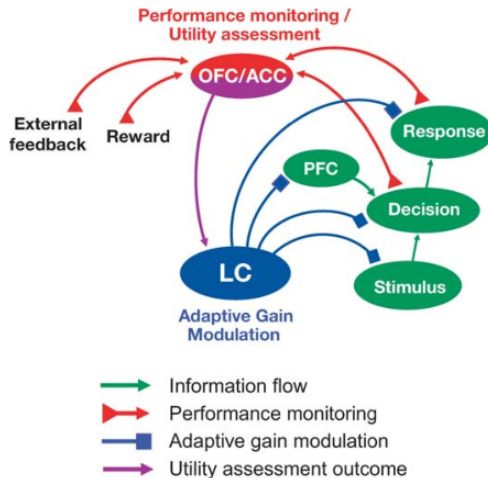 Performance monitoring /
Utility assessment
OFC/ACC
External
feedback
Reward
Response
PFC
Decision
LC
Stimulus
Adaptive Gain
Modulation
Information flow
Performance monitoring
Adaptive gain modulation
Utility assessment outcome